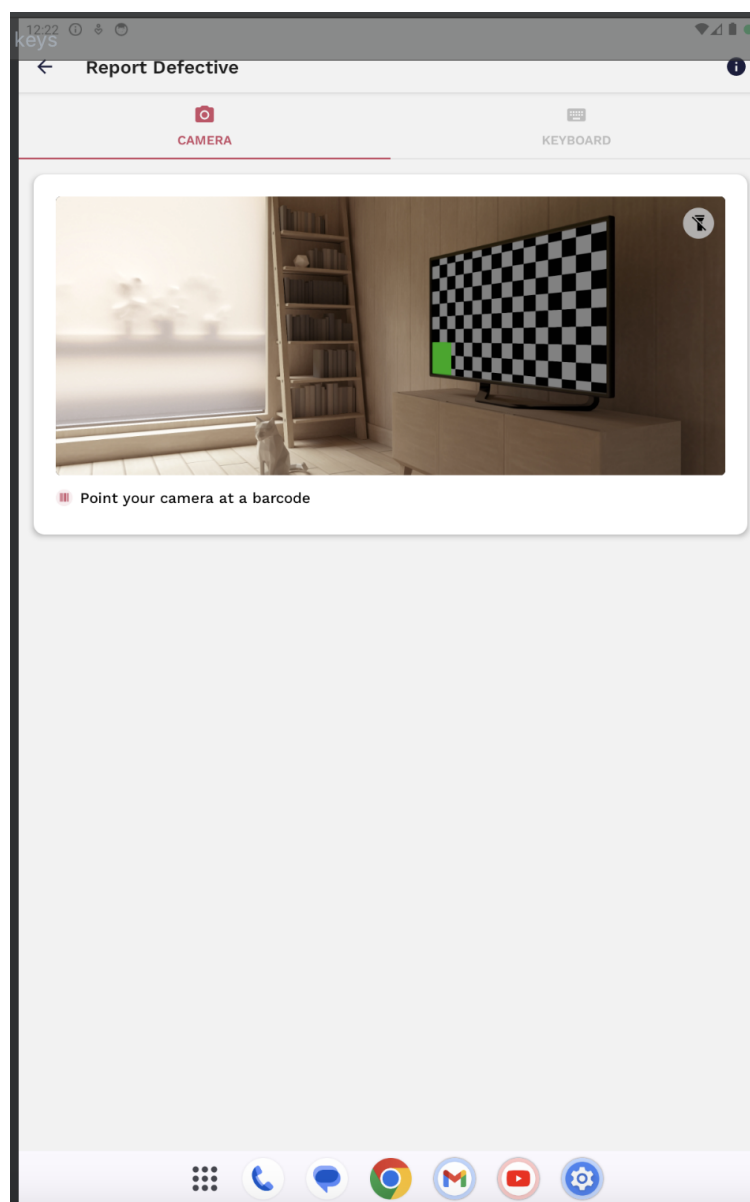 12:22
keys
Report Defective
CAMERA
KEYBOARD
Point your camera at a barcode